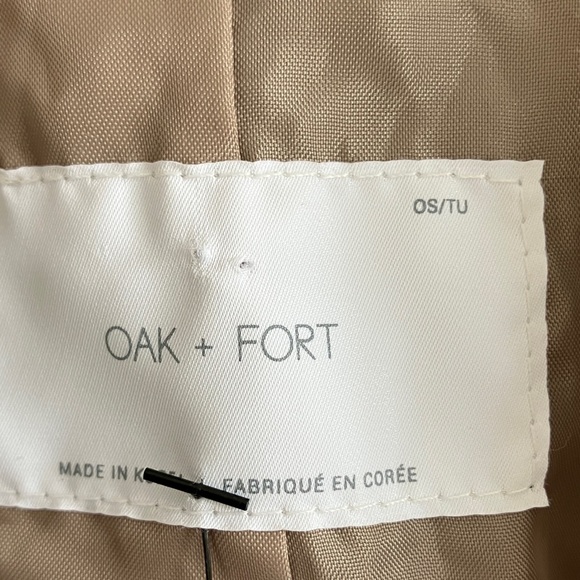 OS/TU
OAK + FORT
MADE IN FABRIQUÉ EN CORÉE